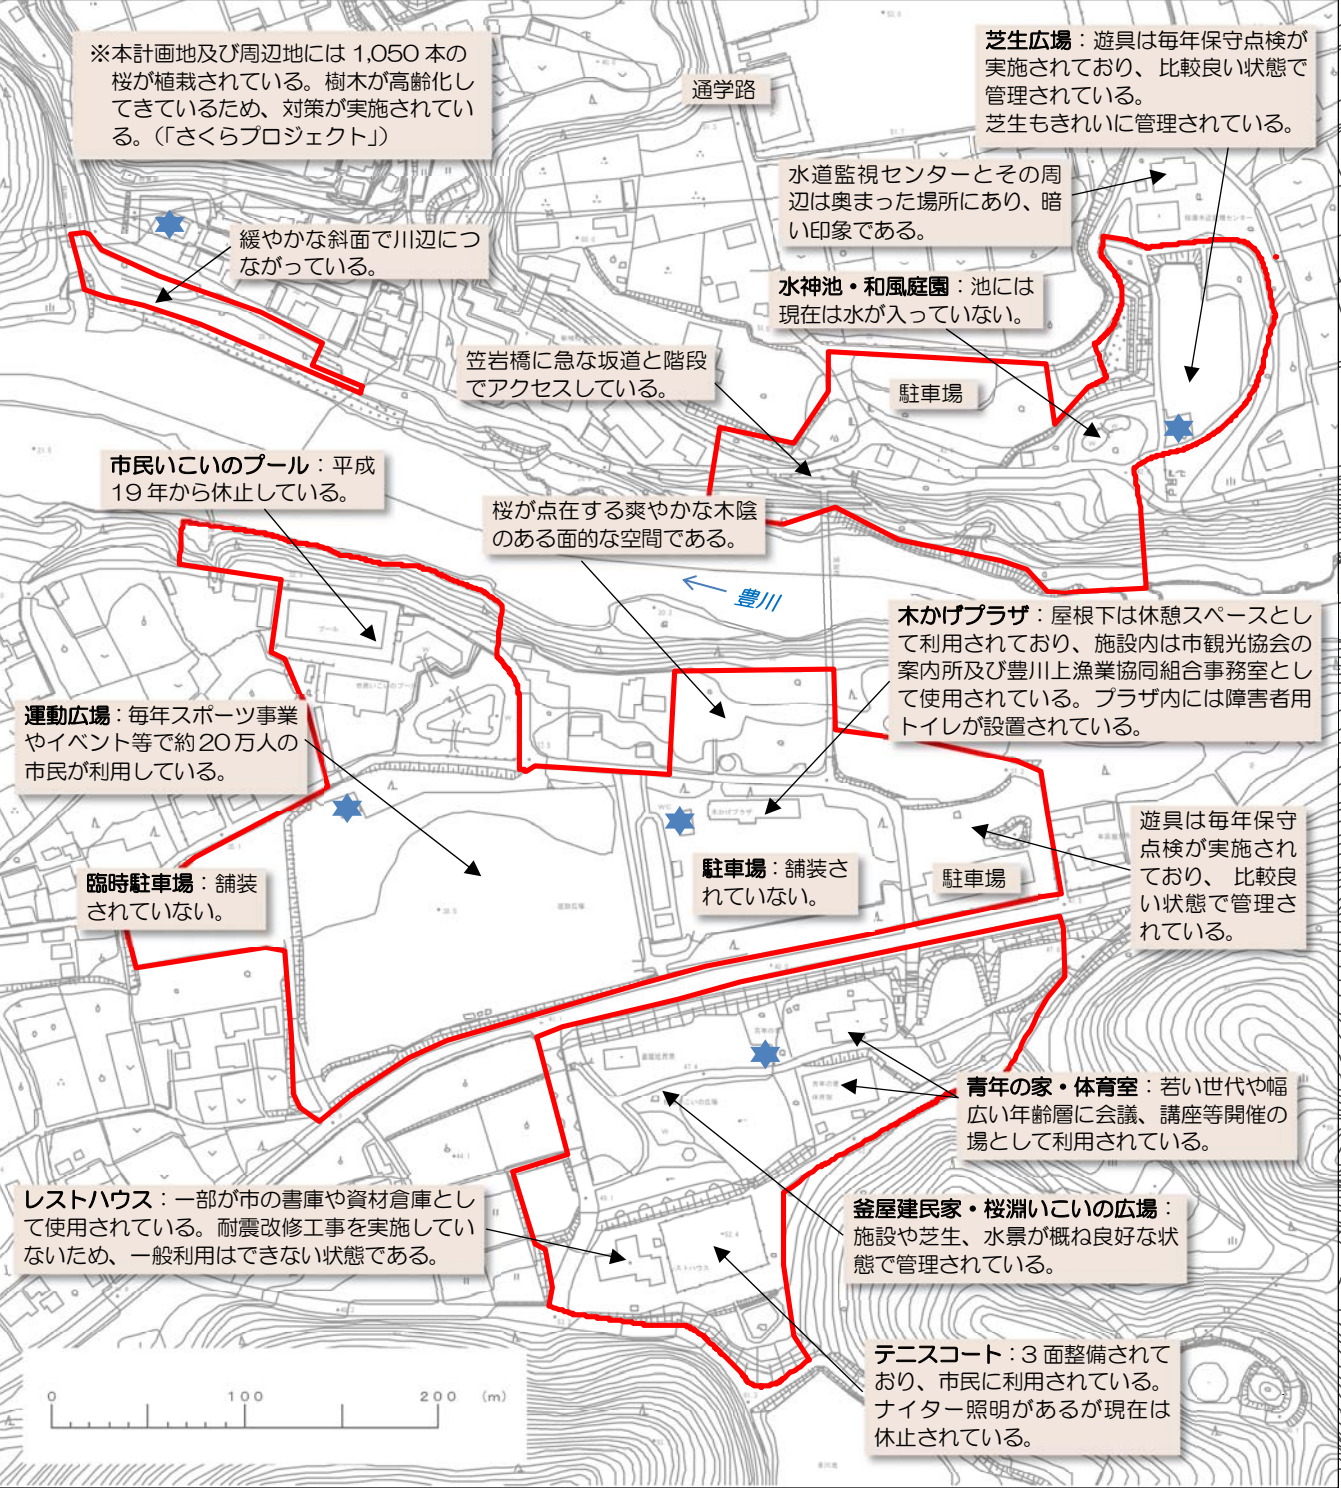 ※本計画地及び周辺地には 1,050 本の
桜が植栽されている。樹木が高齢化し
てきているため、対策が実施されてい
る。（「さくらプロジェクト」）
通学路
芝生広場：遊具は毎年保守点検が
実施されており、比較良い状態で
管理されている。
芝生もきれいに管理されている。
水道監視センターとその周
辺は奥まった場所にあり、暗
い印象である。
緩やかな斜面で川辺につ
ながっている。
水神池・和風庭園：池には
現在は水が入っていない。
笠岩橋に急な坂道と階段
でアクセスしている。
駐車場
市民いこいのプール：平成
19 年から休止している。
桜が点在する爽やかな木陰
のある面的な空間である。
豊川
木かげプラザ：屋根下は休憩スペースとし
て利用されており、施設内は市観光協会の
案内所及び豊川上漁業協同組合事務室とし
て使用されている。プラザ内には障害者用
トイレが設置されている。
プール
市民いこいのプール
運動広場：毎年スポーツ事業
やイベント等で約 20 万人の
市民が利用している。
木かげプラザ
遊具は毎年保守
点検が実施され
ており、 比較良
い状態で管理さ
れている。
臨時駐車場：舗装
されていない。
駐車場：舗装さ
れていない。
駐車場
運動広場
青年の家・体育室：若い世代や幅
広い年齢層に会議、講座等開催の
場として利用されている。
レストハウス：一部が市の書庫や資材倉庫とし
て使用されている。耐震改修工事を実施してい
ないため、一般利用はできない状態である。
釜屋建民家・桜淵いこいの広場：
施設や芝生、水景が概ね良好な状
態で管理されている。
レストハウス
テニスコート：3 面整備されて
おり、市民に利用されている。
ナイター照明があるが現在は
休止されている。
0 100 200 (m)